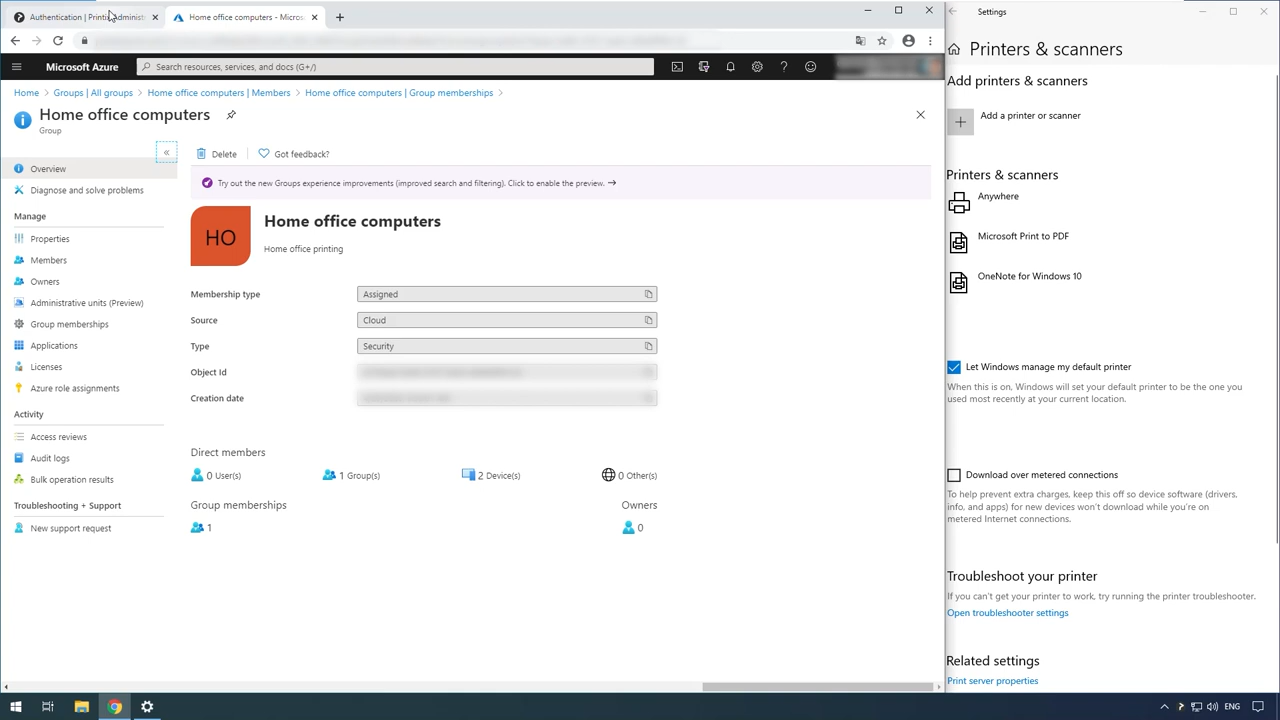 Authentication | Printix Administ
Home office computers - Micros
Microsoft Azure
Search resources, services, and docs (G+/)
Home > Groups | All groups > Home office computers | Members > Home office computers | Group memberships >
Home office computers
Group
Delete
Got feedback?
Try out the new Groups experience improvements (improved search and filtering). Click to enable the preview. →
Overview
Diagnose and solve problems
Manage
Properties
Members
Owners
Administrative units (Preview)
Group memberships
Applications
Licenses
Azure role assignments
Activity
Access reviews
Audit logs
Bulk operation results
Troubleshooting + Support
New support request
HO
Home office computers
Home office printing
Membership type
Assigned
Source
Cloud
Type
Security
Object Id
Creation date
Direct members
0 User(s)
1 Group(s)
2 Device(s)
0 Other(s)
Group memberships
1
Owners
0
Settings
Printers & scanners
Add printers & scanners
Add a printer or scanner
Printers & scanners
Anywhere
Microsoft Print to PDF
OneNote for Windows 10
Let Windows manage my default printer
When this is on, Windows will set your default printer to be the one you
used most recently at your current location.
Download over metered connections
To help prevent extra charges, keep this off so device software (drivers,
info, and apps) for new devices won't download while you're on
metered Internet connections.
Troubleshoot your printer
If you can't get your printer to work, try running the printer troubleshooter.
Open troubleshooter settings
Related settings
Print server properties
ENG